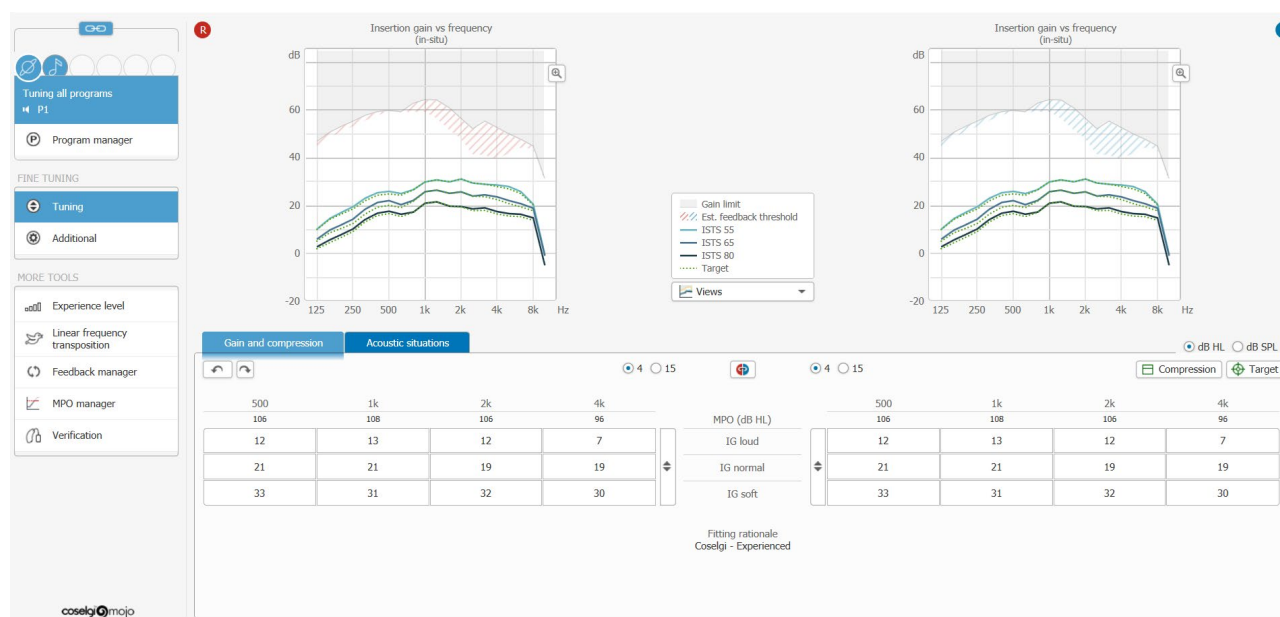 R
Insertion gain vs frequency
(in-situ)
dB
60
40
20
0
-20
125 250 500 1k 2k 4k 8k Hz
Insertion gain vs frequency
(in-situ)
dB
60
40
20
0
-20
125 250 500 1k 2k 4k 8k Hz
Gain limit
Est. feedback threshold
ISTS 55
ISTS 65
ISTS 80
Target
Views
Tuning all programs
P1
P Program manager
FINE TUNING
Tuning
Additional
MORE TOOLS
Experience level
Linear frequency
transposition
Feedback manager
MPO manager
Verification
coselgi mojo
Gain and compression
Acoustic situations
dB HL dB SPL
4 15
4 15
Compression
Target
500 1k 2k 4k 500 1k 2k 4k
106 108 106 96 MPO (dB HL) 106 108 106 96
12 13 12 7 IG loud 12 13 12 7
21 21 19 19 IG normal 21 21 19 19
33 31 32 30 IG soft 33 31 32 30
Fitting rationale
Coselgi - Experienced